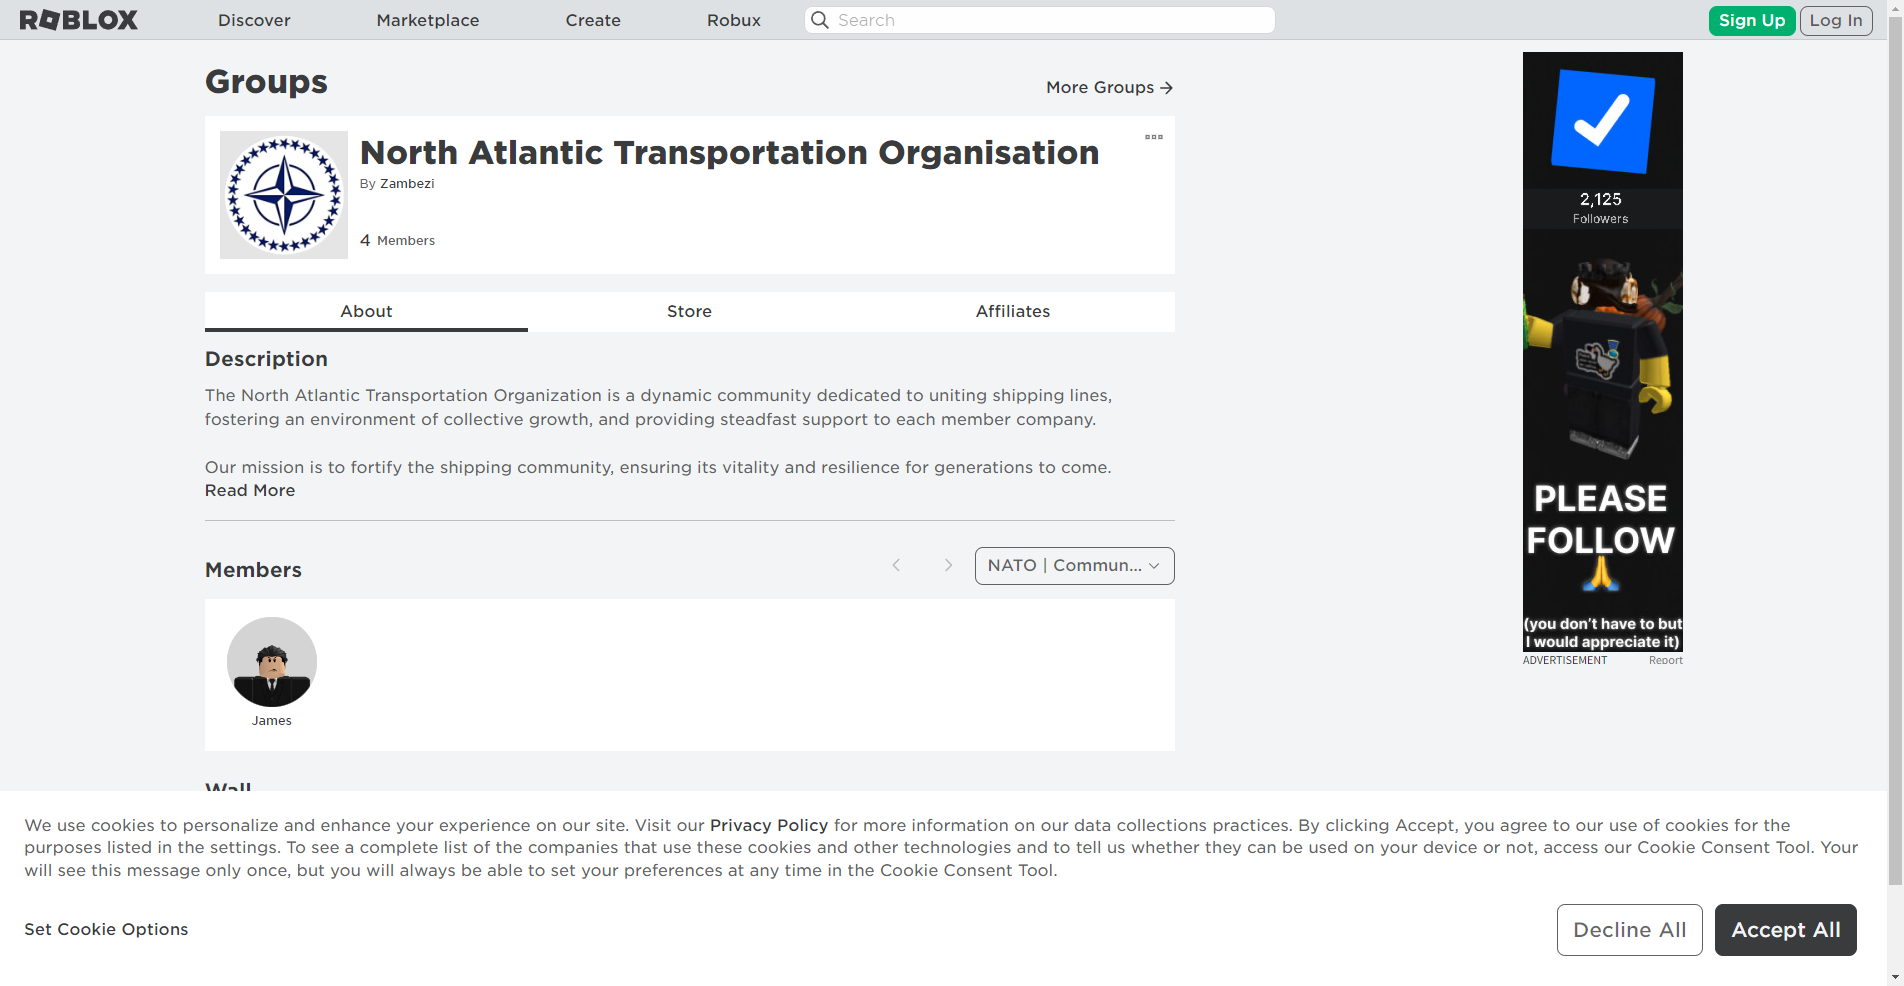 ROBLOX
Discover
Marketplace
Create
Robux
Search
Sign Up
Log In
Groups
More Groups
North Atlantic Transportation Organisation
By Zambezi
4 Members
About
Store
Affiliates
Description
The North Atlantic Transportation Organization is a dynamic community dedicated to uniting shipping lines,
fostering an environment of collective growth, and providing steadfast support to each member company.
Our mission is to fortify the shipping community, ensuring its vitality and resilience for generations to come.
Read More
Members
NATO | Commun...
James
Wall
2,125
Followers
PLEASE
FOLLOW
(you don't have to but
I would appreciate it)
ADVERTISEMENT
Report
We use cookies to personalize and enhance your experience on our site. Visit our Privacy Policy for more information on our data collections practices. By clicking Accept, you agree to our use of cookies for the
purposes listed in the settings. To see a complete list of the companies that use these cookies and other technologies and to tell us whether they can be used on your device or not, access our Cookie Consent Tool. Your
will see this message only once, but you will always be able to set your preferences at any time in the Cookie Consent Tool.
Set Cookie Options
Decline All
Accept All